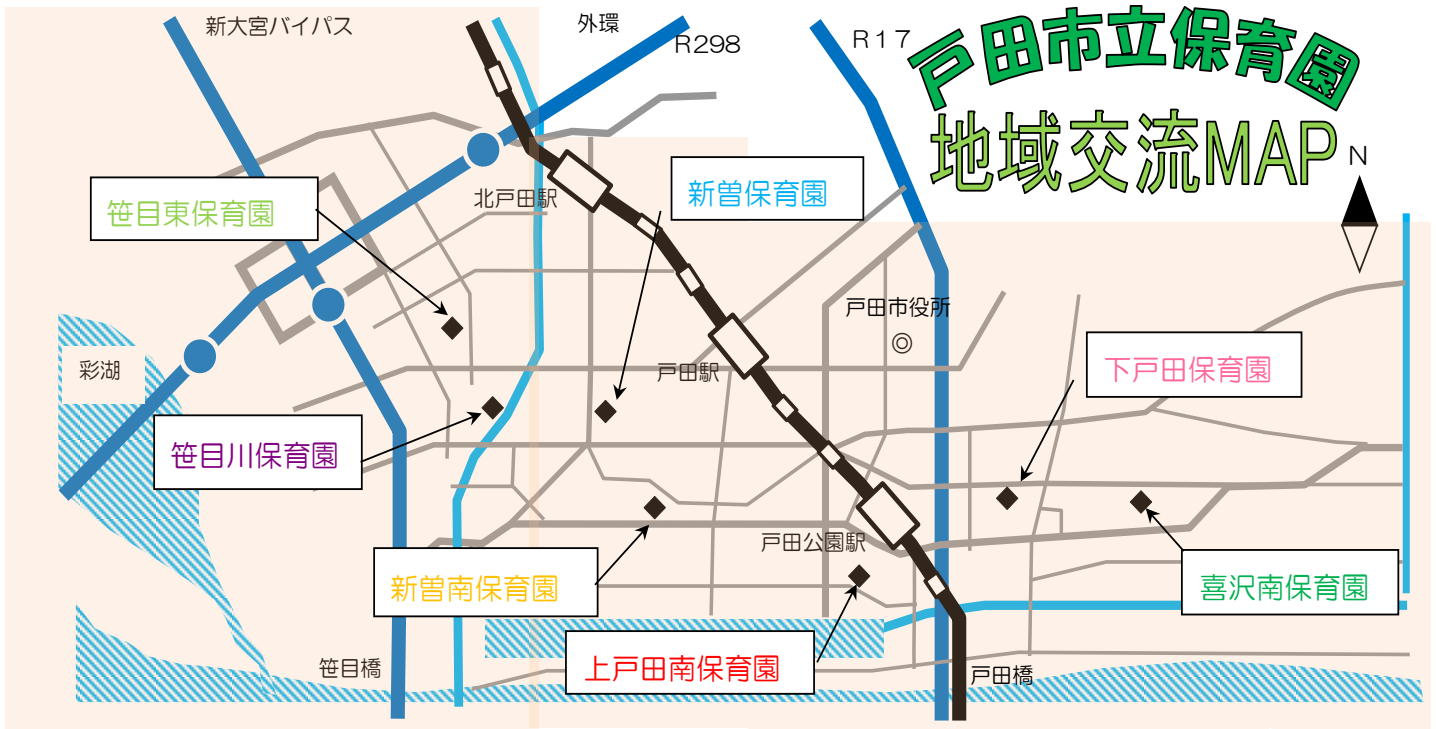 戸田市立保育園
地域交流MAP
新大宮バイパス
外環
R298
R17
N
笹目東保育園
北戸田駅
新曽保育園
戸田市役所
彩湖
戸田駅
下戸田保育園
笹目川保育園
戸田公園駅
新曽南保育園
喜沢南保育園
上戸田南保育園
笹目橋
戸田橋